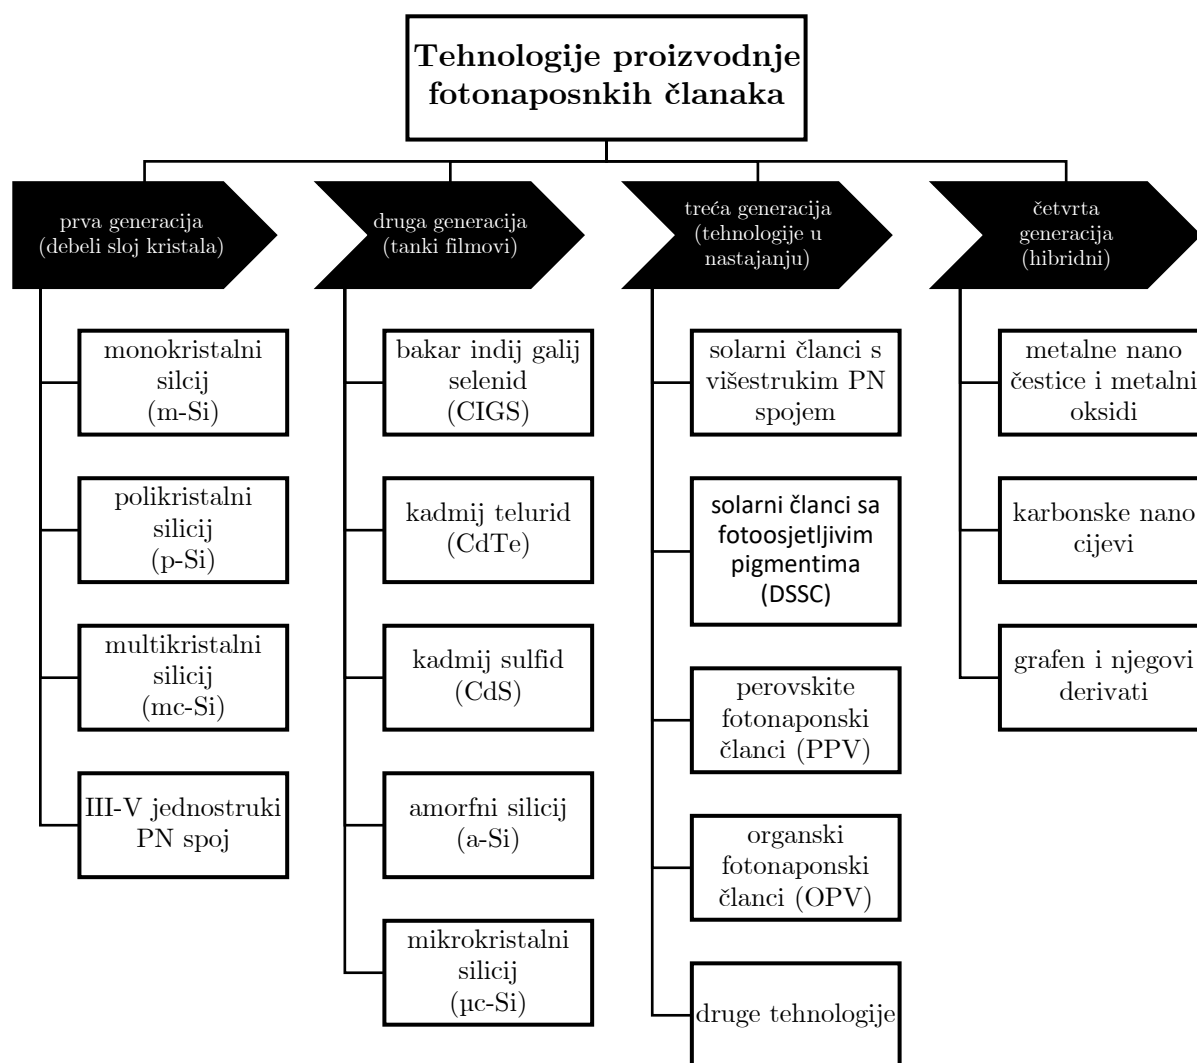 Tehnologije proizvodnje
fotonaposnkih članaka
prva generacija
(debeli sloj kristala)
druga generacija
(tanki filmovi)
treća generacija
(tehnologije u
nastajanju)
četvrta
generacija
(hibridni)
monokristalni
silcij
(m-Si)
polikristalni
silicij
(p-Si)
multikristalni
silicij
(mc-Si)
III-V jednostruki
PN spoj
bakar indij galij
selenid
(CIGS)
kadmij telurid
(CdTe)
kadmij sulfid
(CdS)
amorfni silicij
(a-Si)
mikrokristalni
silicij
(µc-Si)
solarni članci s
višestrukim PN
spojem
solarni članci sa
fotoosjetljivim
pigmentima
(DSSC)
perovskite
fotonaponski
članci (PPV)
organski
fotonaponski
članci (OPV)
druge tehnologije
metalne nano
čestice i metalni
oksidi
karbonske nano
cijevi
grafen i njegovi
derivati